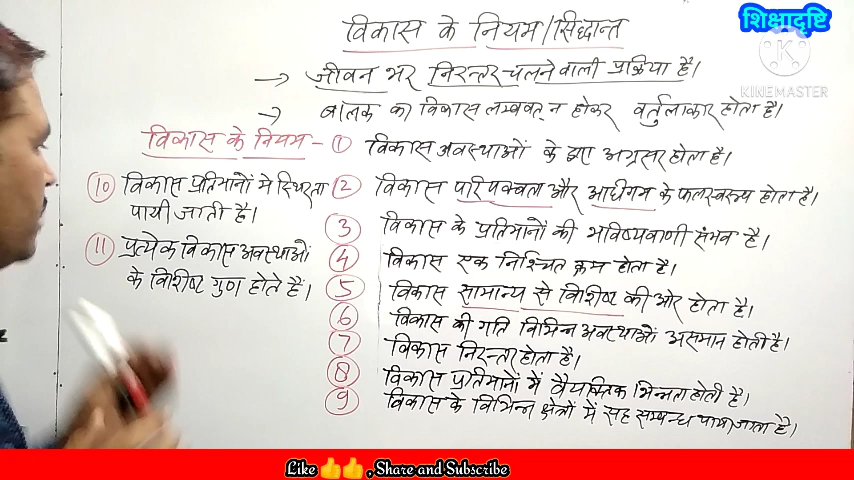 शिक्षादृष्टि
KINEMASTER
विकास के नियम/सिद्धान्त
→ जीवन भर निरन्तर चलने वाली प्रक्रिया है।
→ बालक का विकास लम्बवत् न होकर वर्तुलाकार होता है।
विकास के नियम - ① विकास अवस्थाओं के द्वारा अग्रसर होता है।
② विकास परिपक्वता और अधिगम के फलस्वरूप होता है।
③ विकास के प्रतिमानों की भविष्यवाणी संभव है।
④ विकास एक निश्चित क्रम होता है।
⑤ विकास सामान्य से विशिष्ट की ओर होता है।
⑥ विकास की गति विभिन्न अवस्थाओं असमान होती है।
⑦ विकास निरन्तर होता है।
⑧ विकास प्रतिमानों में वैयक्तिक भिन्नता होती है।
⑨ विकास के विभिन्न क्षेत्रों में सह सम्बन्ध पाया जाता है।
⑩ विकास प्रतिमानों में स्थिरता
पायी जाती है।
⑪ प्रत्येक विकास अवस्थाओं
के विशिष्ट गुण होते हैं।
Like 👍👍, Share and Subscribe